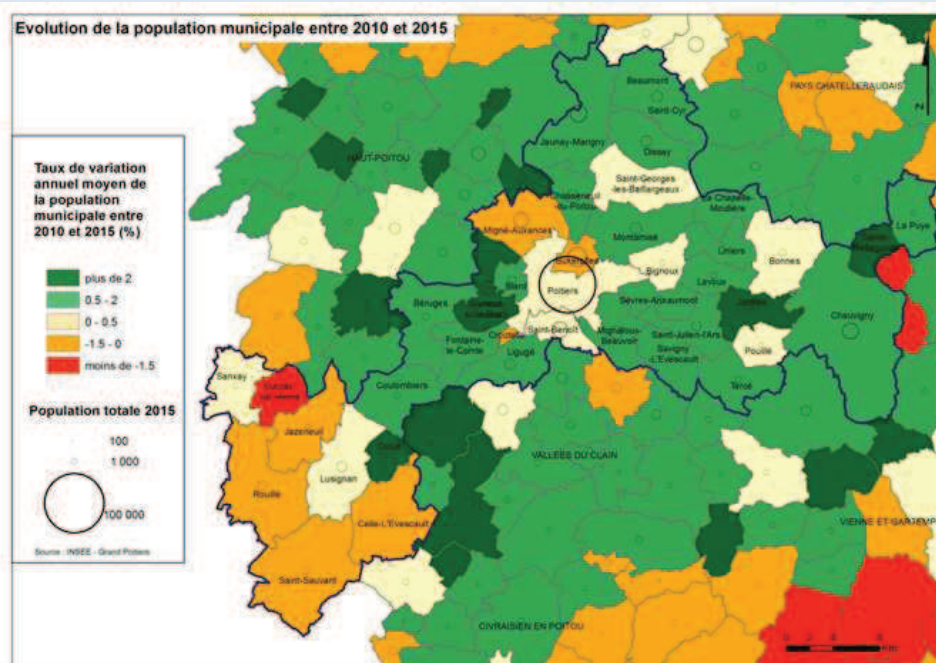 Evolution de la population municipale entre 2010 et 2015
Taux de variation
annuel moyen de
la population
municipale entre
2010 et 2015 (%)
plus de 2
0.5 - 2
0 - 0.5
-1.5 - 0
moins de -1.5
Population totale 2015
100
1 000
100 000
Source : INSEE - Grand Poitiers
PAYS CHATELLERAUDAIS
N
Beaumont
Saint-Cyr
Jaunay-Marigny
Dissay
HAUT-POITOU
Saint-Georges
-les-Baillargeaux
Chasseneuil
-du-Poitou
La Chapelle-
Moulière
La Puye
Migné-Auxances
Montamisé
Buxerolles
Bignoux
Liniers
Bonnes
Biard
Poitiers
Lavoux
Béruges
Sèvres-Anxaumont
Jardres
Chauvigny
Fontaine-
le-Comte
Croutelle
Saint-Benoît
Mignaloux-
Beauvoir
Saint-Julien-l'Ars
Savigny
-L'Evescault
Pouillé
Ligugé
Sanxay
Coulombiers
Tercé
Jazeneuil
Lusignan
VALLEES DU CLAIN
Rouillé
Celle-L'Evescault
VIENNE ET GARTEMPE
Saint-Sauvant
CIVRAISIEN EN POITOU